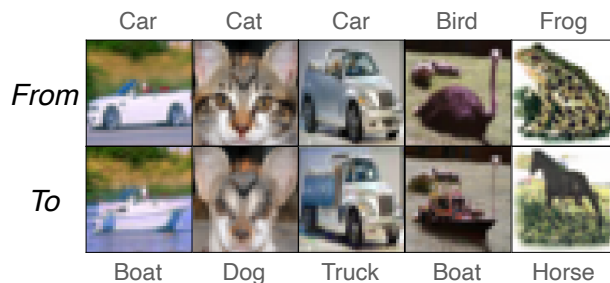 Car Cat Car Bird Frog
From
To
Boat Dog Truck Boat Horse